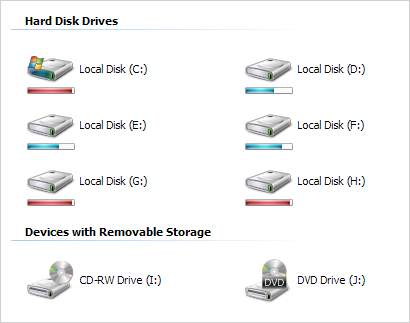 Hard Disk Drives
Local Disk (C:)
Local Disk (D:)
Local Disk (E:)
Local Disk (F:)
Local Disk (G:)
Local Disk (H:)
Devices with Removable Storage
CD-RW Drive (I:)
DVD
DVD Drive (J:)